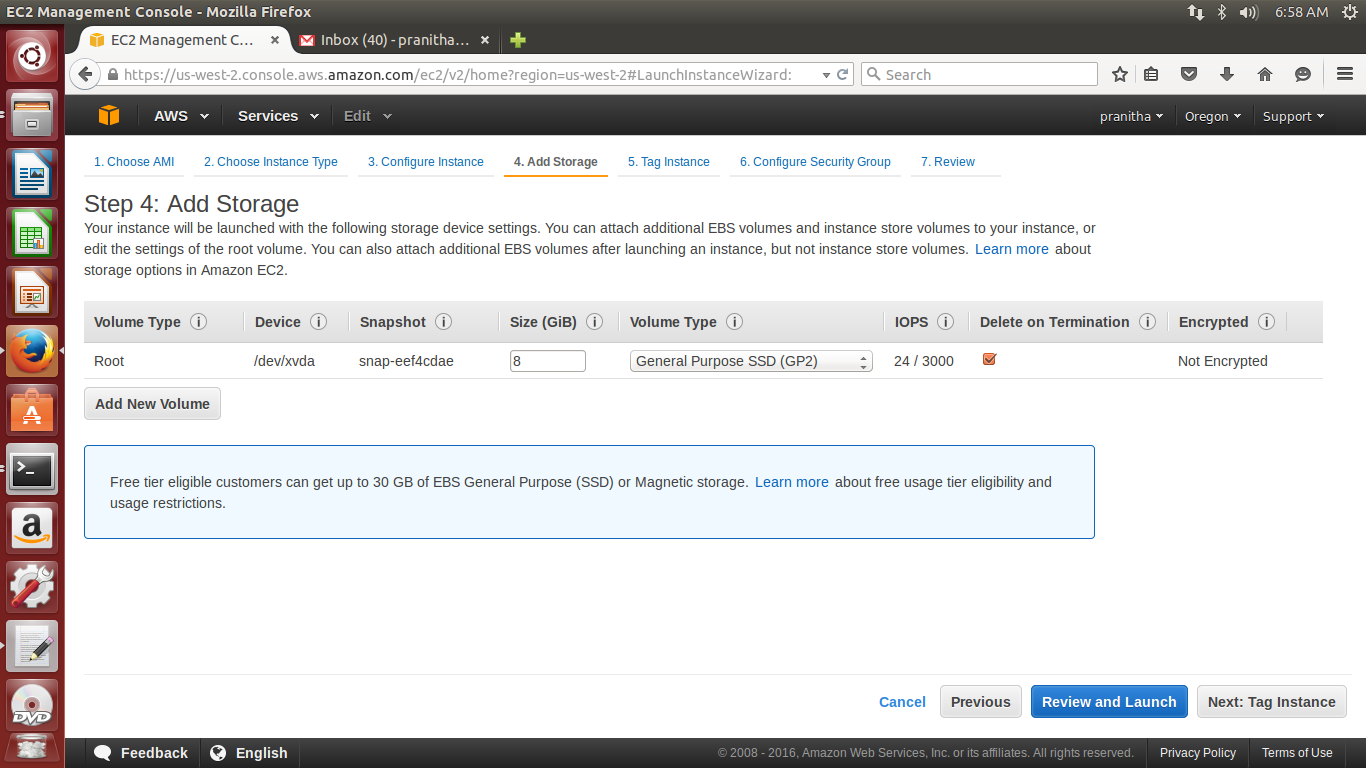 EC2 Management Console - Mozilla Firefox
6:58 AM
EC2 Management C...
Inbox (40) - pranitha...
https://us-west-2.console.aws.amazon.com/ec2/v2/home?region=us-west-2#LaunchInstanceWizard:
Search
AWS Services Edit pranitha Oregon Support
1. Choose AMI 2. Choose Instance Type 3. Configure Instance 4. Add Storage 5. Tag Instance 6. Configure Security Group 7. Review
Step 4: Add Storage
Your instance will be launched with the following storage device settings. You can attach additional EBS volumes and instance store volumes to your instance, or
edit the settings of the root volume. You can also attach additional EBS volumes after launching an instance, but not instance store volumes. Learn more about
storage options in Amazon EC2.
Volume Type i Device i Snapshot i Size (GiB) i Volume Type i IOPS i Delete on Termination i Encrypted i
Root /dev/xvda snap-eef4cdae 8 General Purpose SSD (GP2) 24 / 3000 Not Encrypted
Add New Volume
Free tier eligible customers can get up to 30 GB of EBS General Purpose (SSD) or Magnetic storage. Learn more about free usage tier eligibility and
usage restrictions.
Cancel Previous Review and Launch Next: Tag Instance
Feedback English © 2008 - 2016, Amazon Web Services, Inc. or its affiliates. All rights reserved. Privacy Policy Terms of Use
A
>_
a
DVD